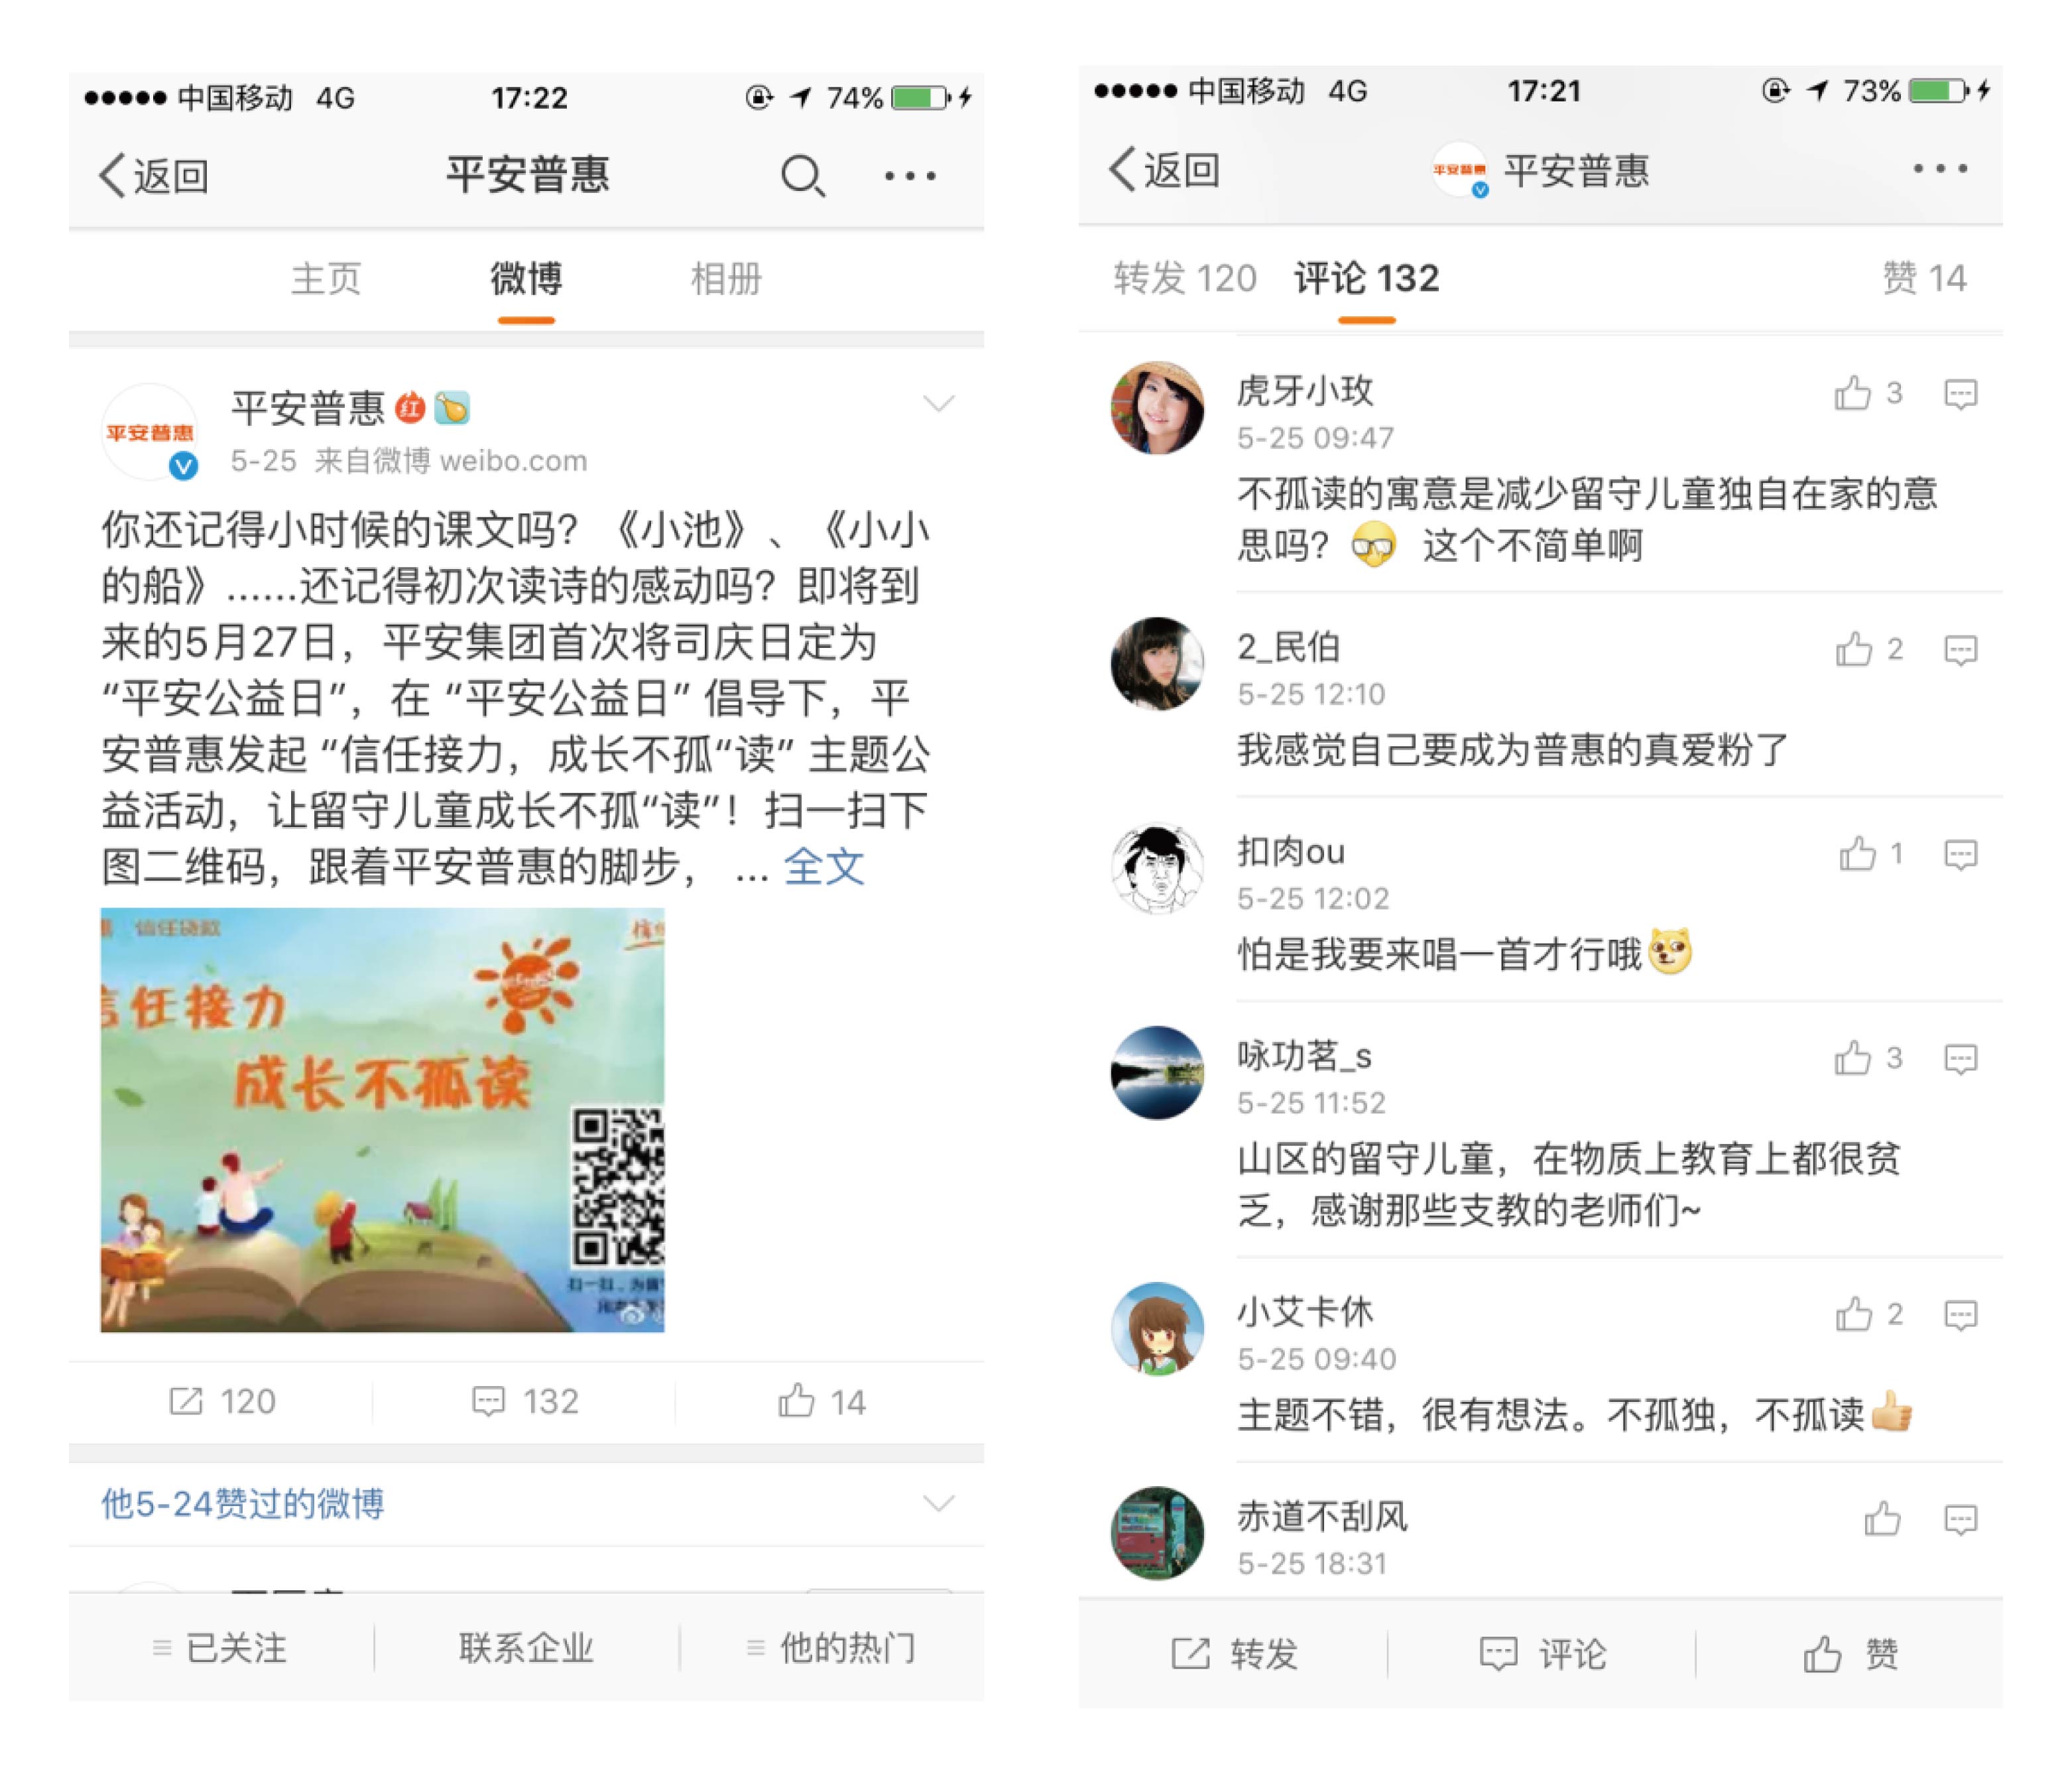 中国移动 4G 17:22 74%
返回 平安普惠
主页 微博 相册
平安普惠
平安普惠 红
5-25 来自微博 weibo.com
你还记得小时候的课文吗？《小池》、《小小
的船》……还记得初次读诗的感动吗？即将到
来的5月27日，平安集团首次将司庆日定为
“平安公益日”，在 “平安公益日” 倡导下，平
安普惠发起 “信任接力，成长不孤“读” 主题公
益活动，让留守儿童成长不孤“读”！扫一扫下
图二维码，跟着平安普惠的脚步， ... 全文
信任贷款
信任接力
成长不孤读
扫一扫，为留
120 132 14
他5-24赞过的微博
已关注 联系企业 他的热门
中国移动 4G 17:21 73%
返回 平安普惠 平安普惠
转发 120 评论 132 赞 14
虎牙小玫 3
5-25 09:47
不孤读的寓意是减少留守儿童独自在家的意
思吗？ 这个不简单啊
2_民伯 2
5-25 12:10
我感觉自己要成为普惠的真爱粉了
扣肉ou 1
5-25 12:02
怕是我要来唱一首才行哦
咏功茗_s 3
5-25 11:52
山区的留守儿童，在物质上教育上都很贫
乏，感谢那些支教的老师们~
小艾卡休 2
5-25 09:40
主题不错，很有想法。不孤独，不孤读
赤道不刮风
5-25 18:31
转发 评论 赞